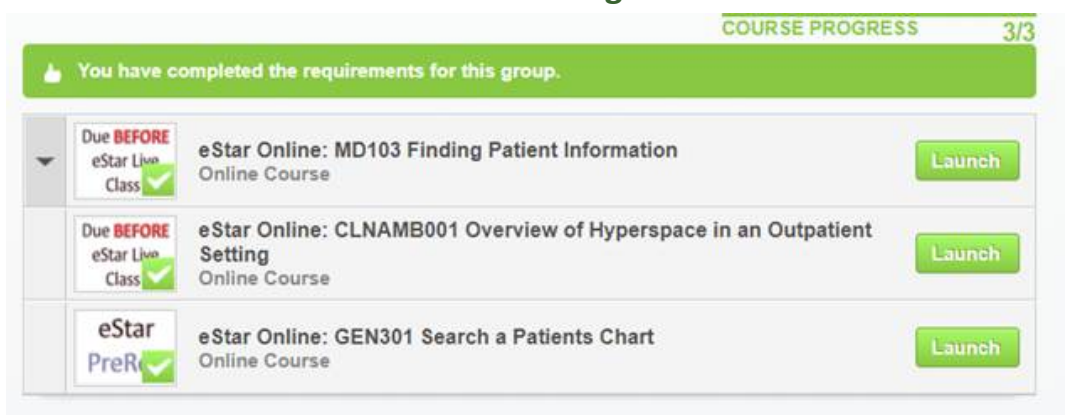 COURSE PROGRESS 3/3
You have completed the requirements for this group.
Due BEFORE
eStar Live
Class
eStar Online: MD103 Finding Patient Information
Online Course
Launch
Due BEFORE
eStar Live
Class
eStar Online: CLNAMB001 Overview of Hyperspace in an Outpatient
Setting
Online Course
Launch
eStar
eStar Online: GEN301 Search a Patients Chart
Online Course
Launch